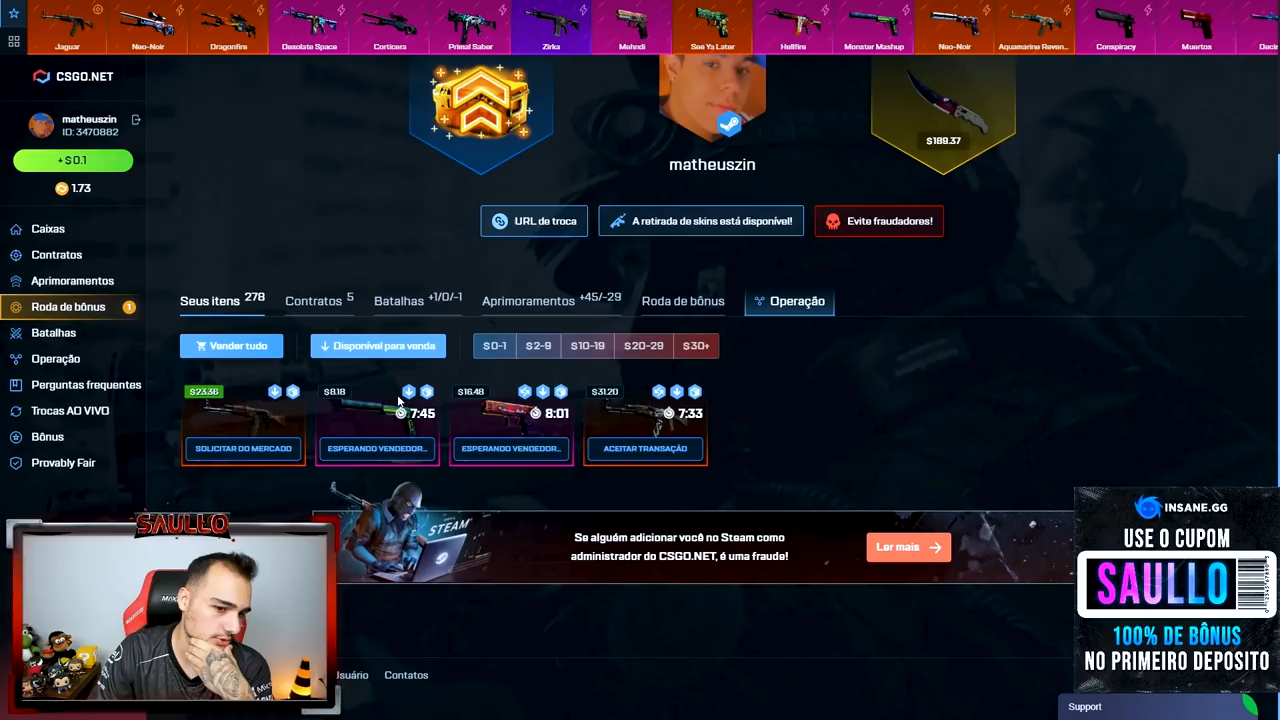 Jaguar
Neo-Noir
Dragonfire
Desolate Space
Corticera
Primal Saber
Zirka
Mehndi
See Ya Later
Hellfire
Monster Mashup
Neo-Noir
Aquamarine Reven...
Conspiracy
Muertos
CSGO.NET
matheuszin
ID: 3470882
+$0.1
1.73
Caixas
Contratos
Aprimoramentos
Roda de bônus 1
Batalhas
Operação
Perguntas frequentes
Trocas AO VIVO
Bônus
Provably Fair
$189.37
matheuszin
URL de troca
A retirada de skins está disponível!
Evite fraudadores!
Seus itens 278
Contratos 5
Batalhas +1/0/-1
Aprimoramentos +45/-29
Roda de bônus
Operação
Vender tudo
Disponível para venda
$0-1
$2-9
$10-19
$20-29
$30+
$23.36
SOLICITAR DO MERCADO
$8.18
7:45
ESPERANDO VENDEDOR...
$16.48
8:01
ESPERANDO VENDEDOR...
$31.20
7:33
ACEITAR TRANSAÇÃO
STEAM
Se alguém adicionar você no Steam como
administrador do CSGO.NET, é uma fraude!
Ler mais
Contatos
SAULLO
INSANE.GG
USE O CUPOM
SAULLO
100% DE BÔNUS
NO PRIMEIRO DEPOSITO
Support